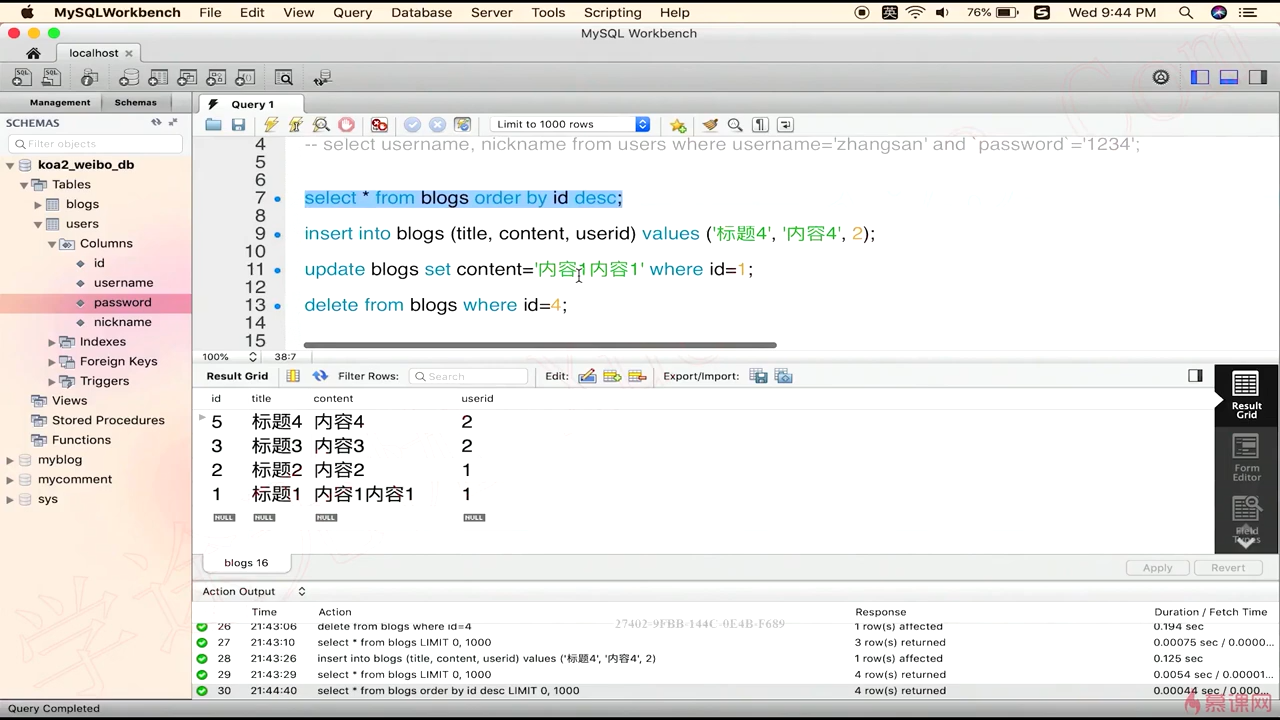 MySQLWorkbench File Edit View Query Database Server Tools Scripting Help 英 76% S Wed 9:44 PM
MySQL Workbench
localhost
Management Schemas
Query 1
SCHEMAS
Limit to 1000 rows
Filter objects
koa2_weibo_db
Tables
blogs
users
Columns
id
username
password
nickname
Indexes
Foreign Keys
Triggers
Views
Stored Procedures
Functions
myblog
mycomment
sys
4 -- select username, nickname from users where username='zhangsan' and `password`='1234';
5
6
7 select * from blogs order by id desc;
8
9 insert into blogs (title, content, userid) values ('标题4', '内容4', 2);
10
11 update blogs set content='内容1内容1' where id=1;
12
13 delete from blogs where id=4;
14
15
100% 38:7
Result Grid Filter Rows: Search Edit: Export/Import:
id title content userid
5 标题4 内容4 2
3 标题3 内容3 2
2 标题2 内容2 1
1 标题1 内容1内容1 1
NULL NULL NULL NULL
Result Grid
Form Editor
Field Types
blogs 16
Apply Revert
Action Output
Time Action Response Duration / Fetch Time
26 21:43:06 delete from blogs where id=4 1 row(s) affected 0.194 sec
27 21:43:10 select * from blogs LIMIT 0, 1000 3 row(s) returned 0.00075 sec / 0.0000...
28 21:43:26 insert into blogs (title, content, userid) values ('标题4', '内容4', 2) 1 row(s) affected 0.125 sec
29 21:43:29 select * from blogs LIMIT 0, 1000 4 row(s) returned 0.0054 sec / 0.00001...
30 21:44:40 select * from blogs order by id desc LIMIT 0, 1000 4 row(s) returned 0.00044 sec / 0.0000...
27402-9FBB-144C-0E4B-F689
Query Completed
慕课网